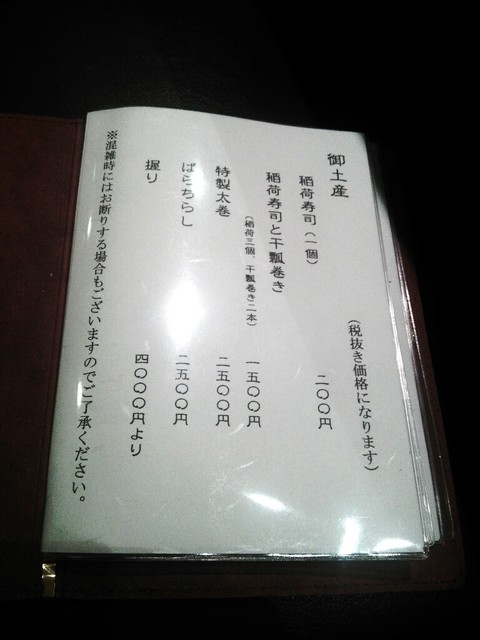 御土産
(税抜き価格になります)
稲荷寿司(一個) 二〇〇円
稲荷寿司と干瓢巻き
(稲荷三個、干瓢巻き二本) 一五〇〇円
特製太巻 二五〇〇円
ばらちらし 二五〇〇円
握り 四〇〇〇円より
※混雑時にはお断りする場合もございますのでご了承ください。